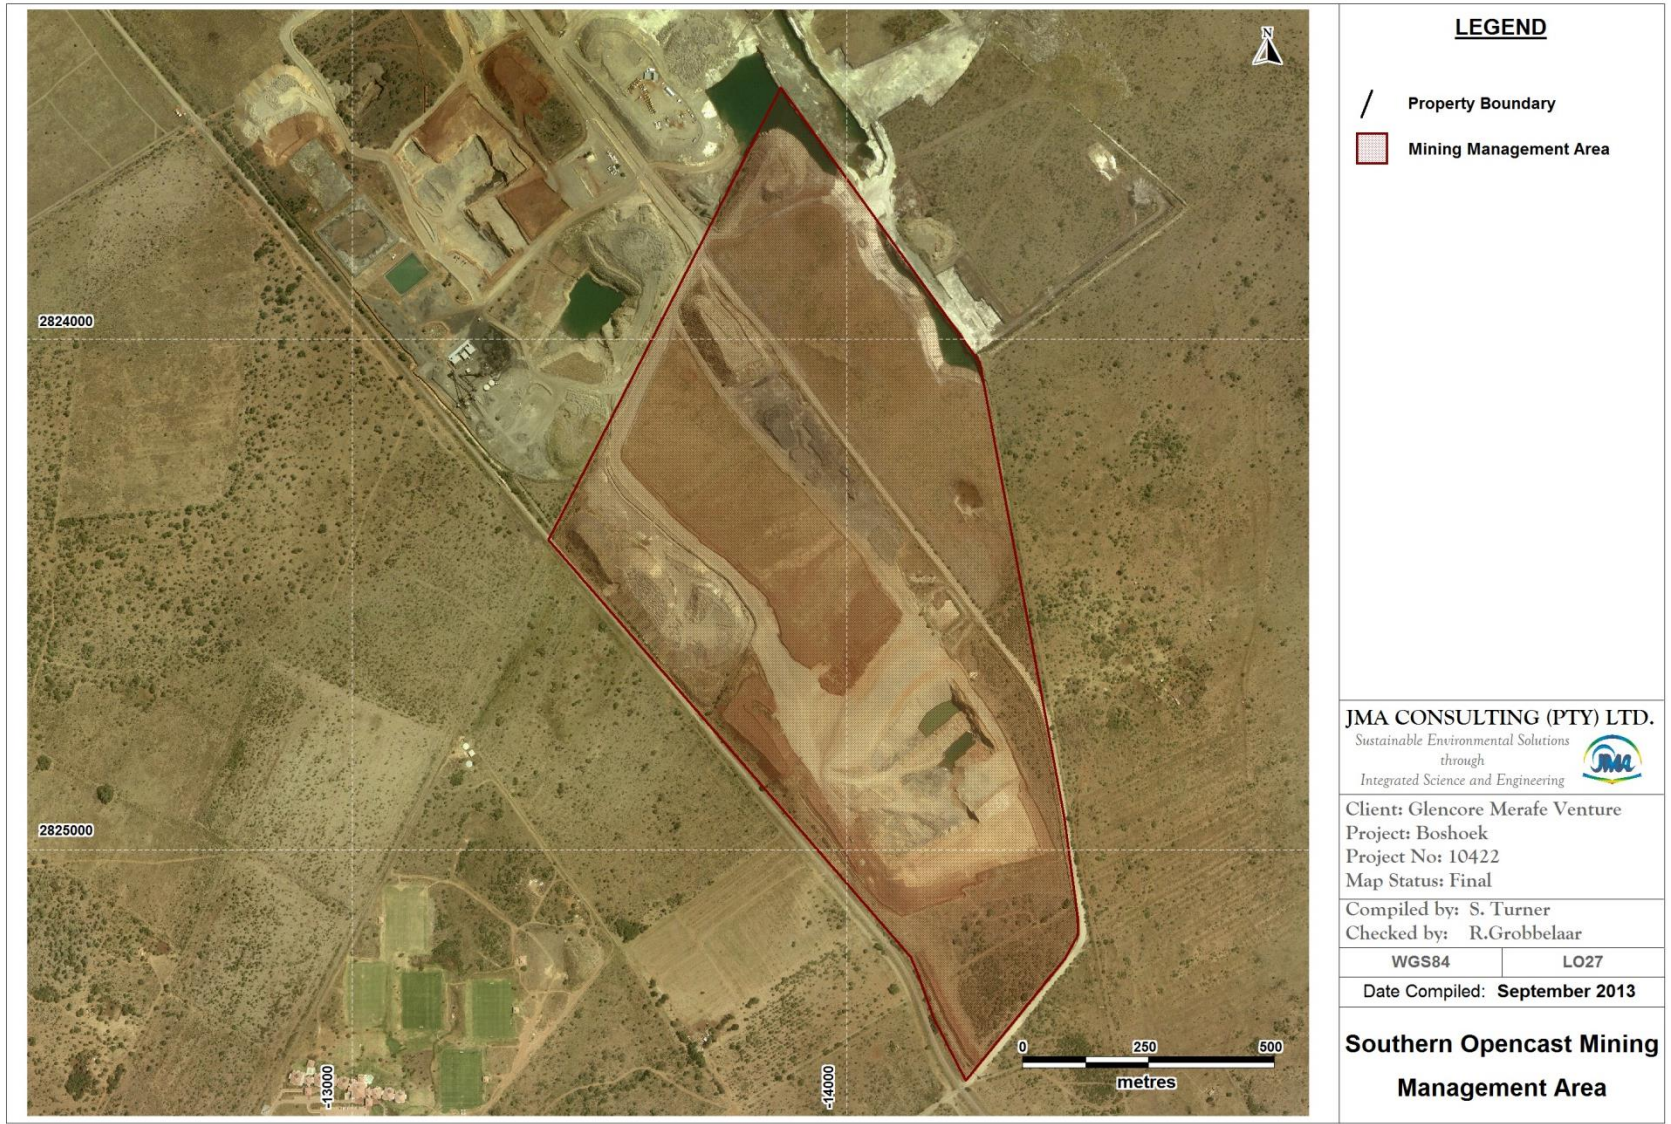 N
2824000
2825000
-13000
-14000
0 250 500
metres
LEGEND
Property Boundary
Mining Management Area
JMA CONSULTING (PTY) LTD.
Sustainable Environmental Solutions
through
Integrated Science and Engineering
JMA
Client: Glencore Merafe Venture
Project: Boshoek
Project No: 10422
Map Status: Final
Compiled by: S. Turner
Checked by: R.Grobbelaar
WGS84 LO27
Date Compiled: September 2013
Southern Opencast Mining
Management Area